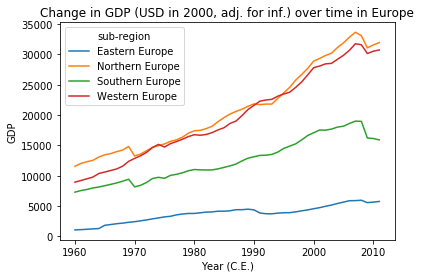 Change in GDP (USD in 2000, adj. for inf.) over time in Europe
35000
30000
25000
20000
15000
10000
5000
0
GDP
sub-region
Eastern Europe
Northern Europe
Southern Europe
Western Europe
1960 1970 1980 1990 2000 2010
Year (C.E.)